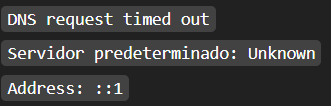 DNS request timed out
Servidor predeterminado: Unknown
Address: ::1